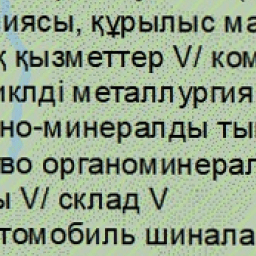 иясы, құрылыс ма
қызметтер V/ ком
иклді металлургия
но-минералды ты
во органоминерал
ы V/ склад V
томобиль шинала